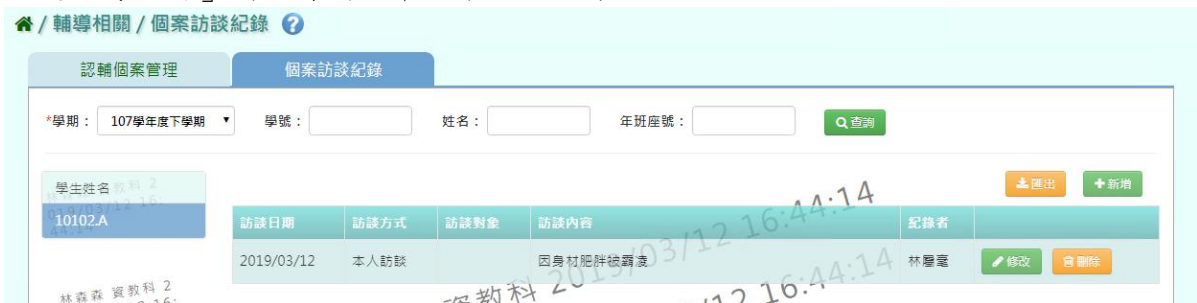 / 輔導相關 / 個案訪談紀錄
認輔個案管理 個案訪談紀錄
*學期： 107學年度下學期 學號： 姓名： 年班座號： 查詢
學生姓名 匯出 新增
10102.A
訪談日期 訪談方式 訪談對象 訪談內容 紀錄者
2019/03/12 本人訪談 因身材肥胖被霸凌 林屢毫 修改 刪除
2019/03/12 16:44:14
林森森 資教科 2